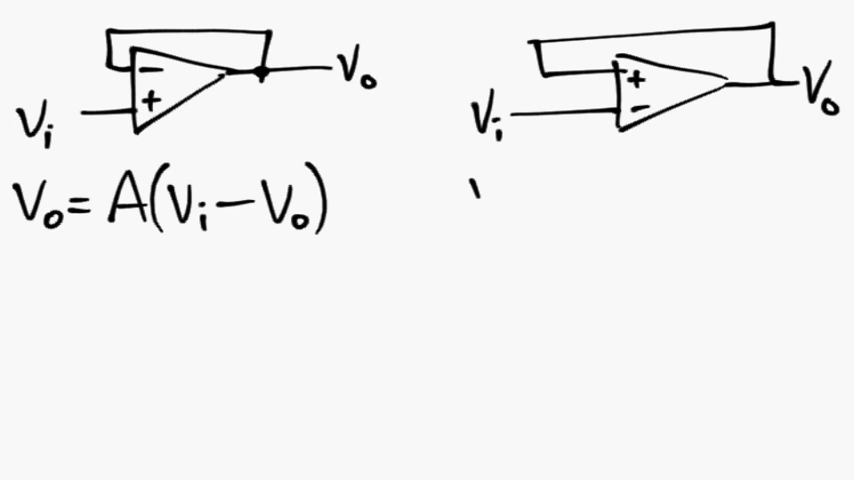 − Vₒ
Vᵢ +
+ Vₒ
Vᵢ −
Vₒ = A(Vᵢ − Vₒ)